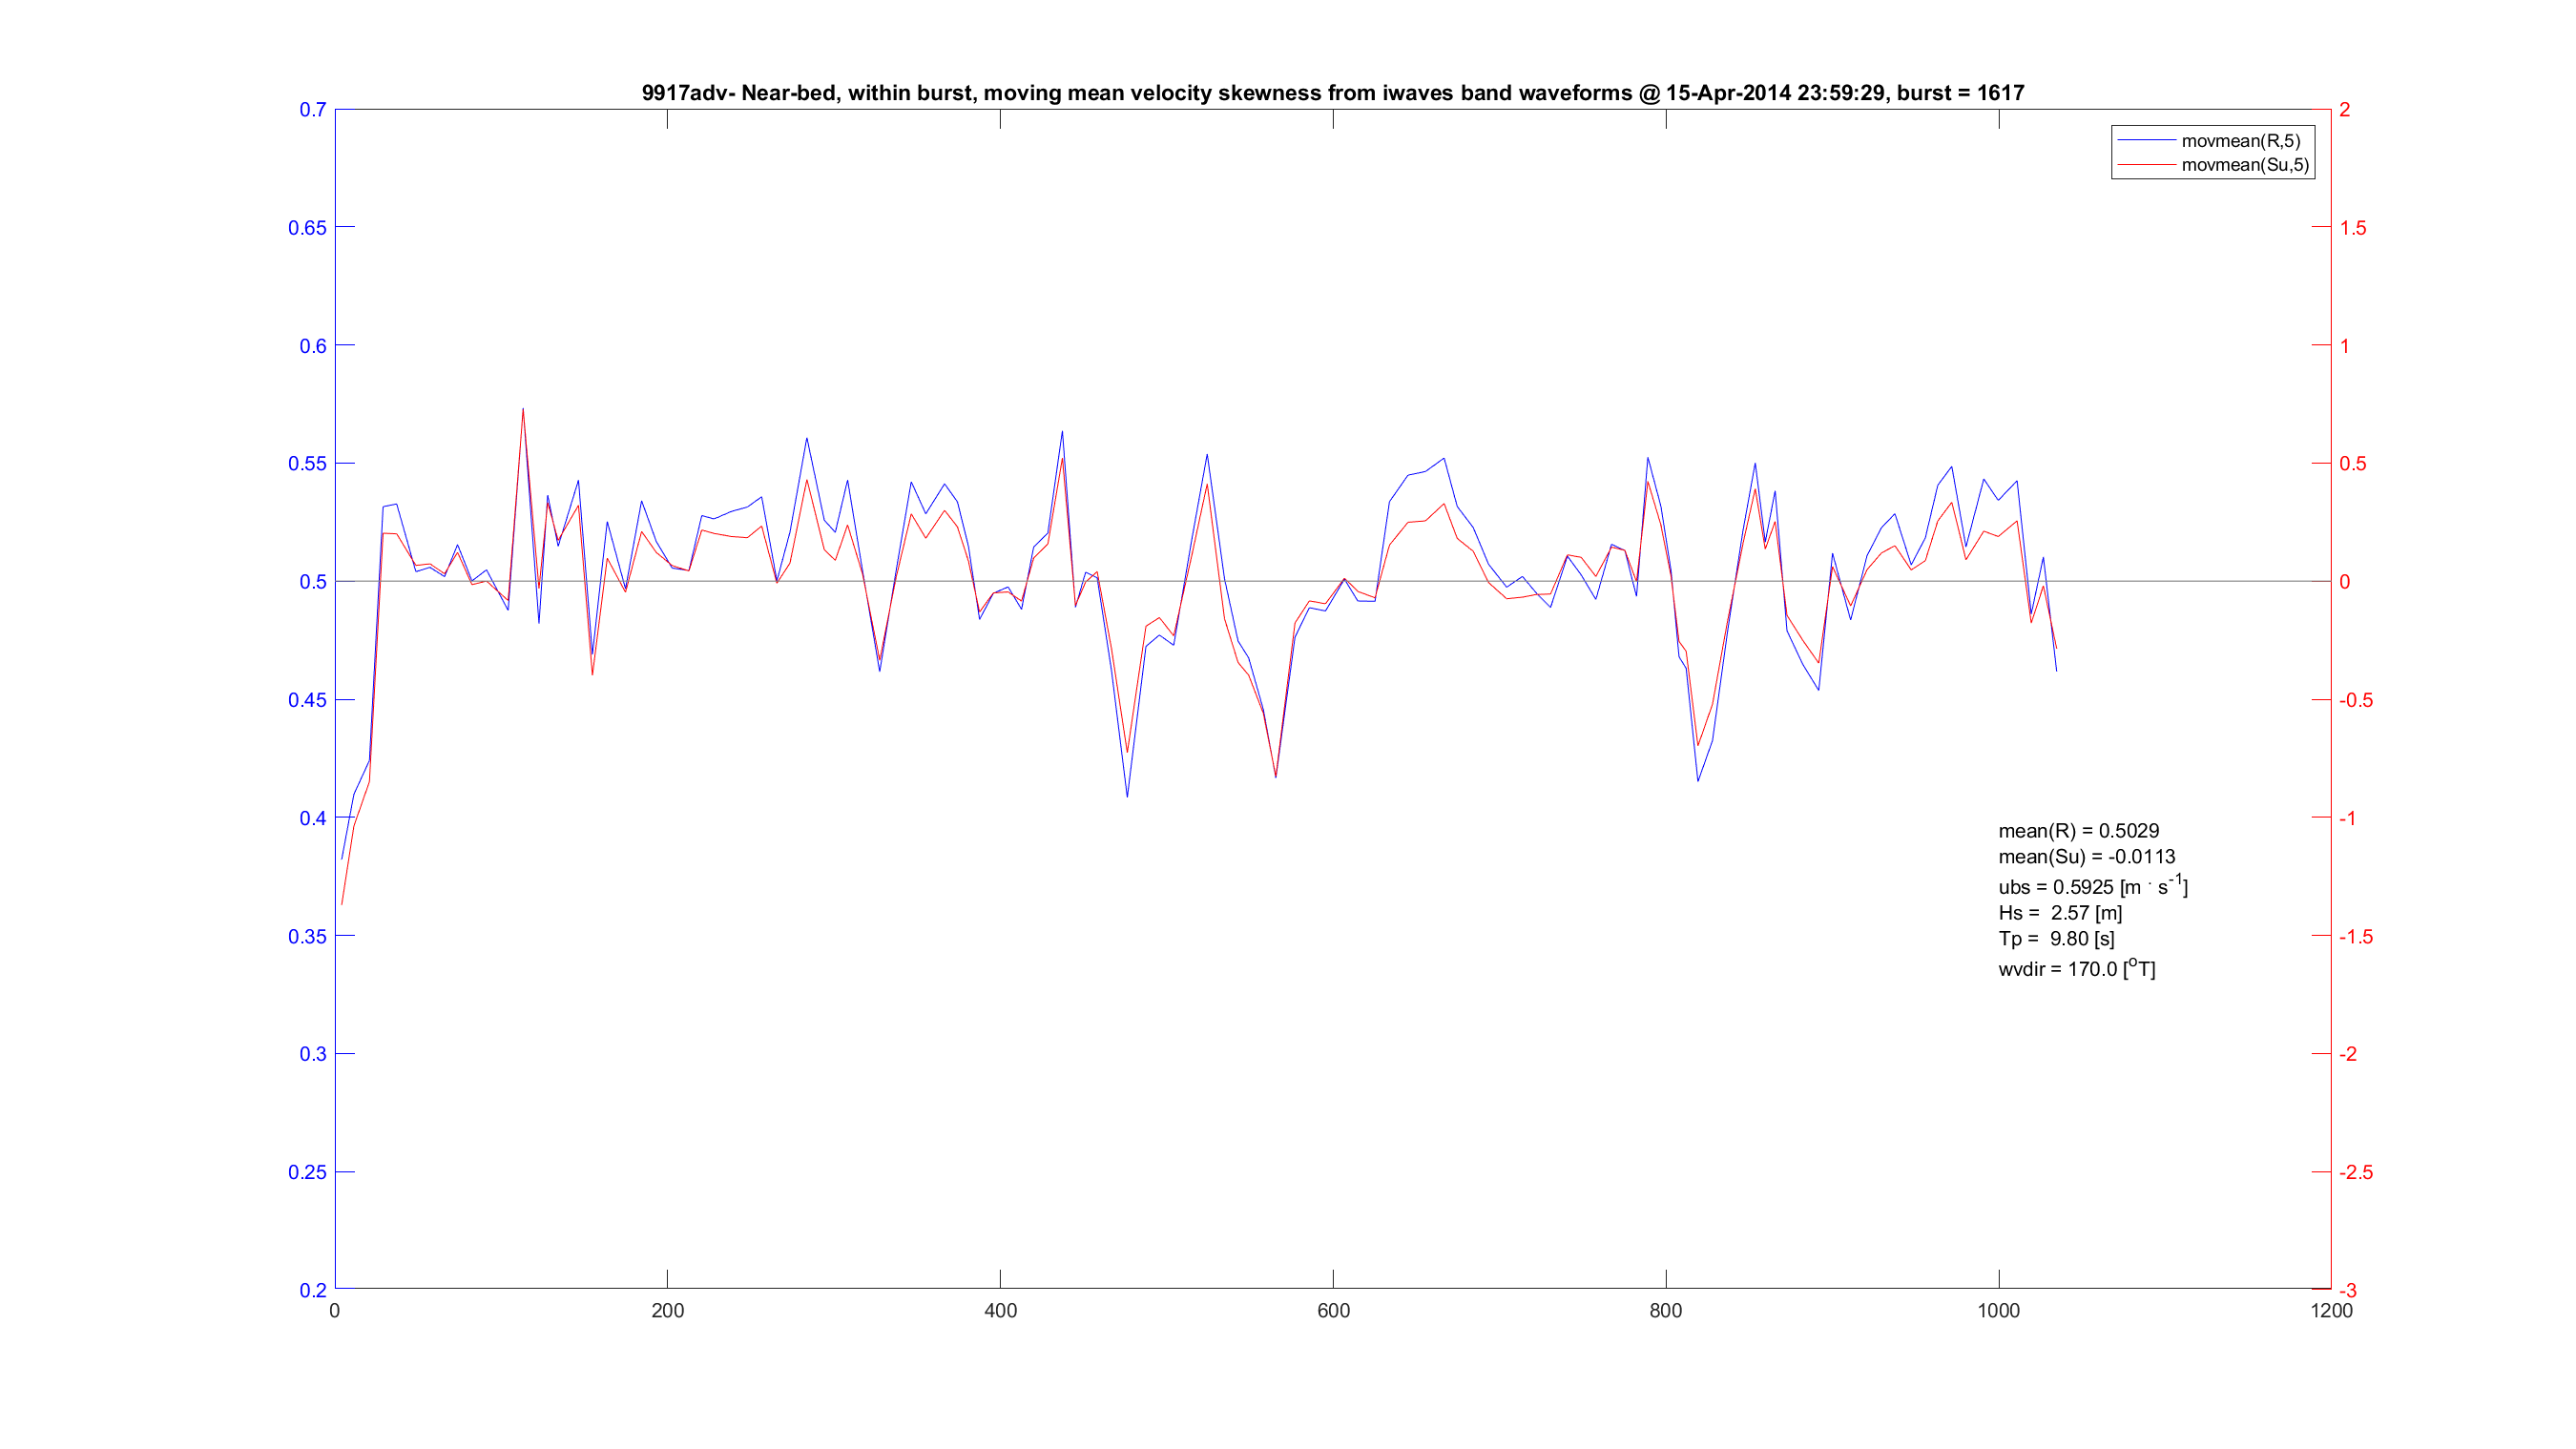 9917adv- Near-bed, within burst, moving mean velocity skewness from iwaves band waveforms @ 15-Apr-2014 23:59:29, burst = 1617
0.7
0.65
0.6
0.55
0.5
0.45
0.4
0.35
0.3
0.25
0.2
2
1.5
1
0.5
0
-0.5
-1
-1.5
-2
-2.5
-3
movmean(R,5)
movmean(Su,5)
mean(R) = 0.5029
mean(Su) = -0.0113
ubs = 0.5925 [m · s⁻¹]
Hs = 2.57 [m]
Tp = 9.80 [s]
wvdir = 170.0 [ᵒT]
0 200 400 600 800 1000 1200